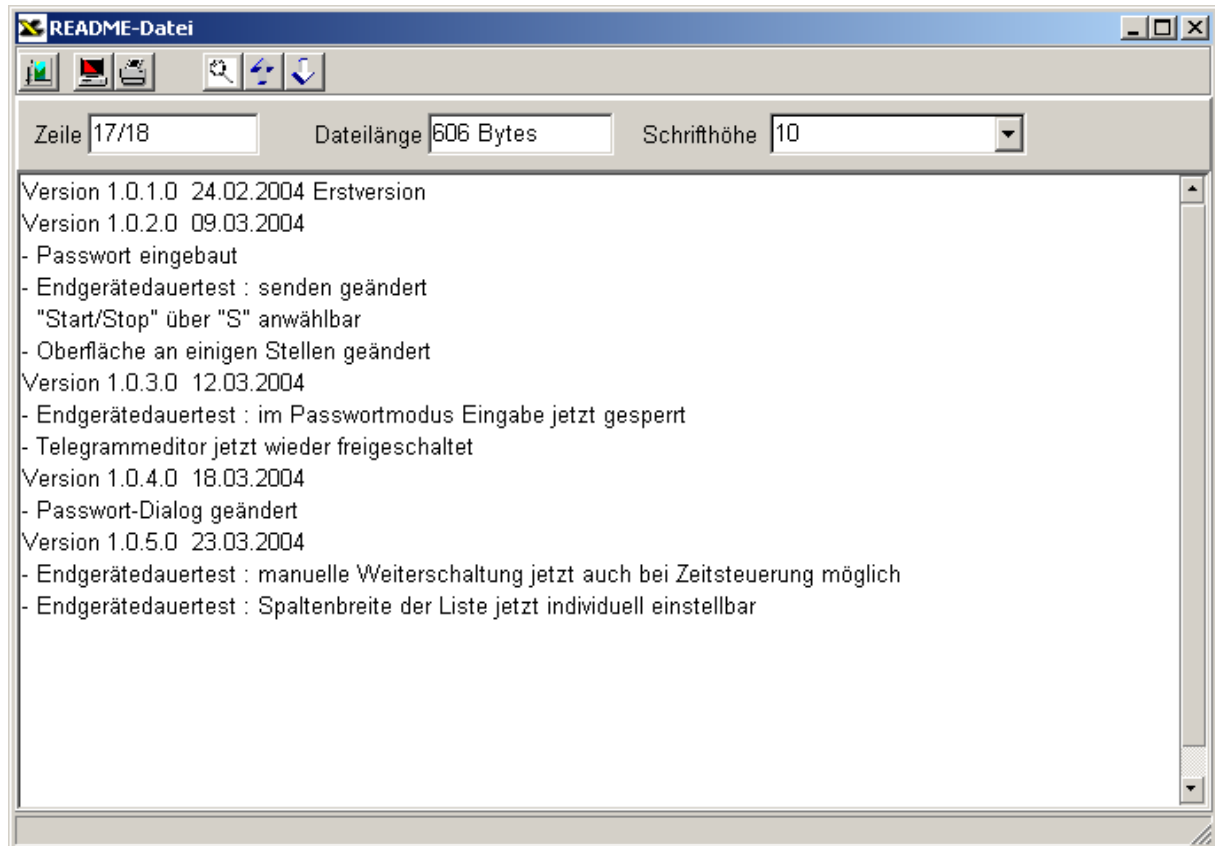 README-Datei
Zeile 17/18 Dateilänge 606 Bytes Schrifthöhe 10
Version 1.0.1.0  24.02.2004 Erstversion
Version 1.0.2.0  09.03.2004
- Passwort eingebaut
- Endgerätedauertest : senden geändert
  "Start/Stop" über "S" anwählbar
- Oberfläche an einigen Stellen geändert
Version 1.0.3.0  12.03.2004
- Endgerätedauertest : im Passwortmodus Eingabe jetzt gesperrt
- Telegrammeditor jetzt wieder freigeschaltet
Version 1.0.4.0  18.03.2004
- Passwort-Dialog geändert
Version 1.0.5.0  23.03.2004
- Endgerätedauertest : manuelle Weiterschaltung jetzt auch bei Zeitsteuerung möglich
- Endgerätedauertest : Spaltenbreite der Liste jetzt individuell einstellbar